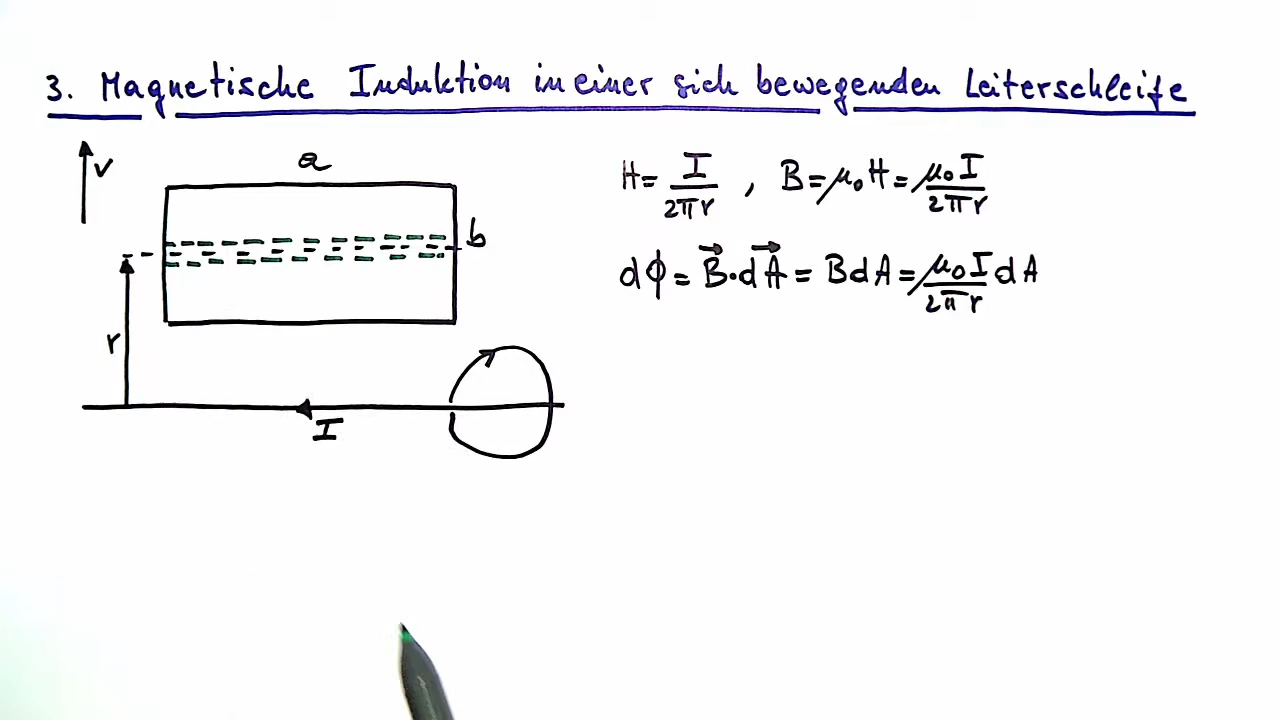 3. Magnetische Induktion in einer sich bewegenden Leiterschleife
v
a
b
r
I
H = I/2πr , B = μ₀H = μ₀I/2πr
dϕ = B⃗·dA⃗ = BdA = μ₀I/2πr dA